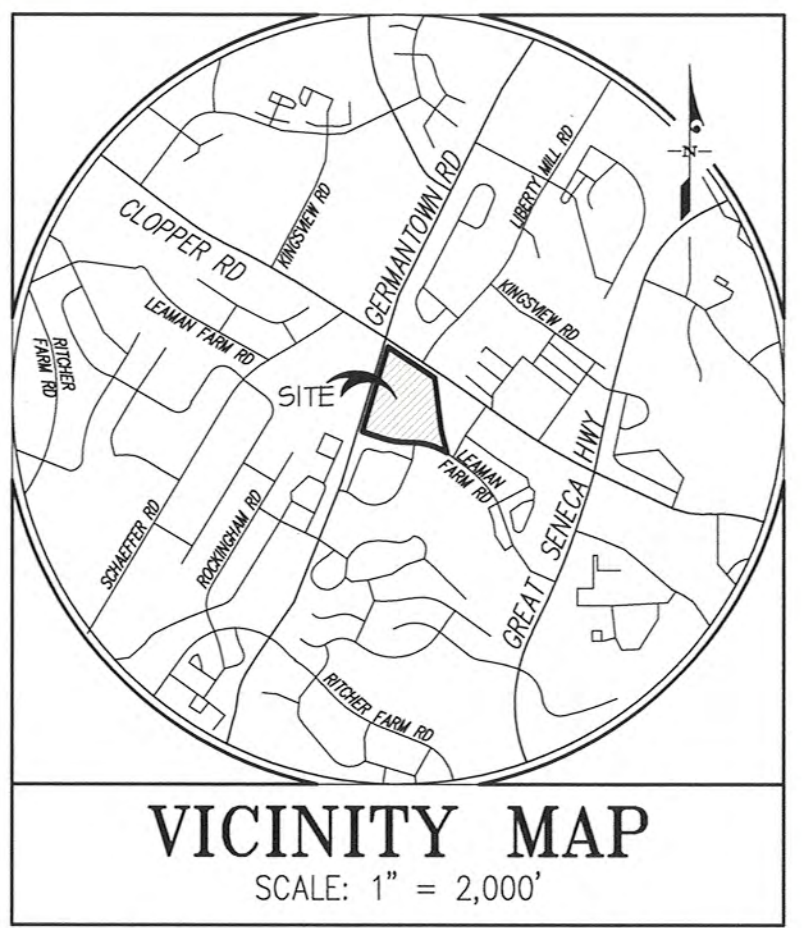 LIBERTY MILL RD
GERMANTOWN RD
N
KINGSVIEW RD
CLOPPER RD
KINGSVIEW RD
LEAMAN FARM RD
RITCHER
FARM RD
SITE
LEAMAN
FARM RD
GREAT SENECA HWY
SCHAEFFER RD
ROCKINGHAM RD
RITCHER FARM RD
VICINITY MAP
SCALE: 1" = 2,000'